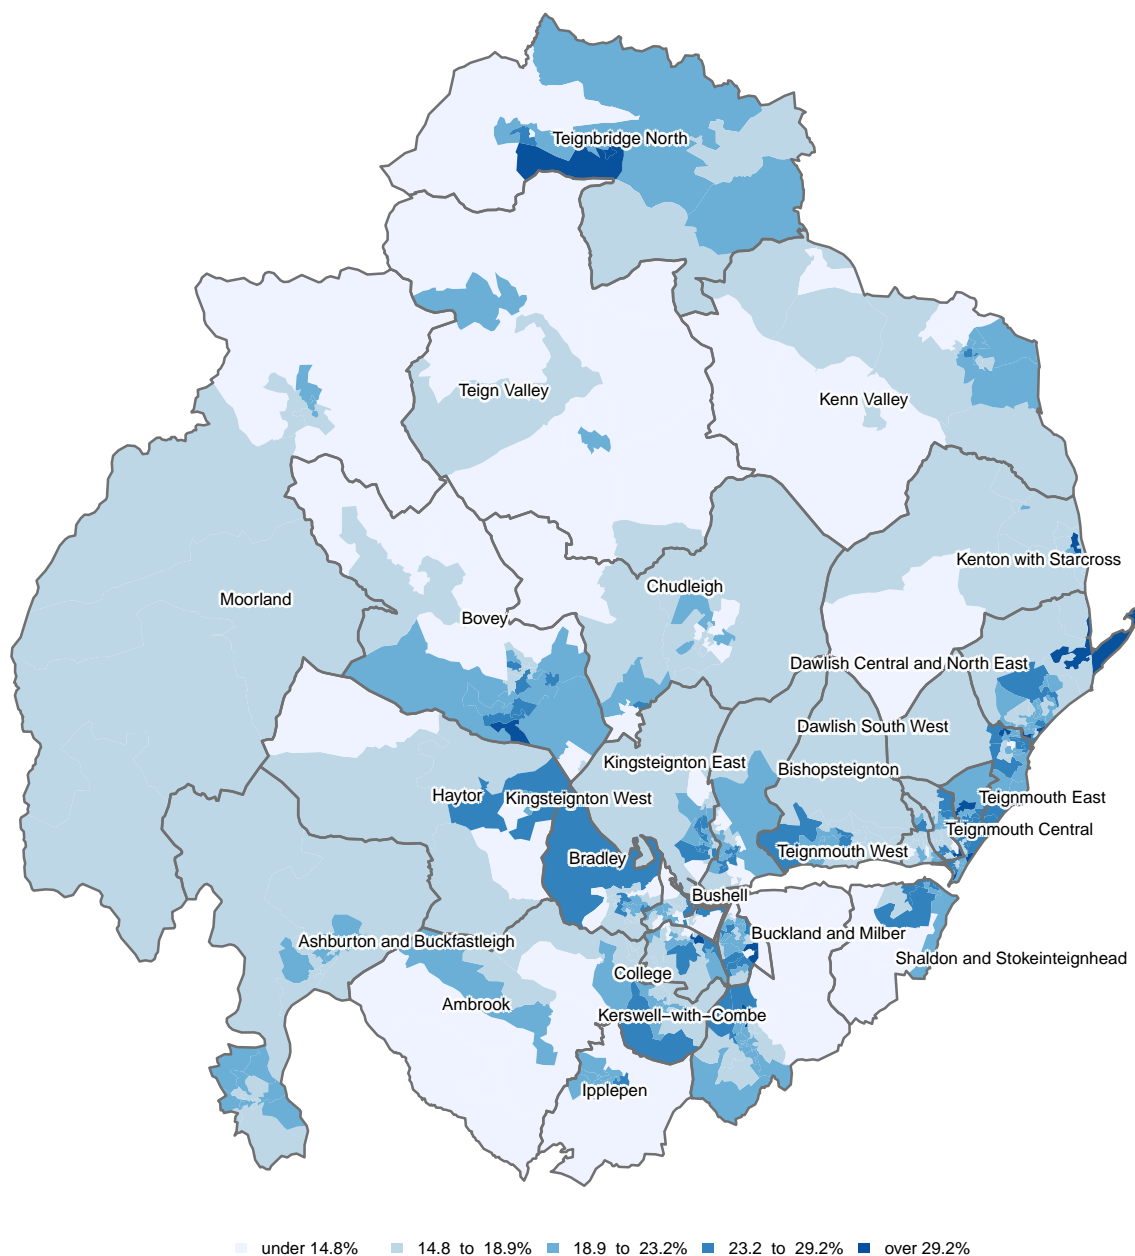 Teignbridge North
Teign Valley
Kenn Valley
Kenton with Starcross
Chudleigh
Moorland
Bovey
Dawlish Central and North East
Dawlish South West
Kingsteignton East
Bishopsteignton
Haytor
Kingsteignton West
Teignmouth East
Teignmouth Central
Bradley
Teignmouth West
Bushell
Buckland and Milber
Ashburton and Buckfastleigh
Shaldon and Stokeinteignhead
College
Ambrook
Kerswell−with−Combe
Ipplepen
under 14.8% 14.8 to 18.9% 18.9 to 23.2% 23.2 to 29.2% over 29.2%